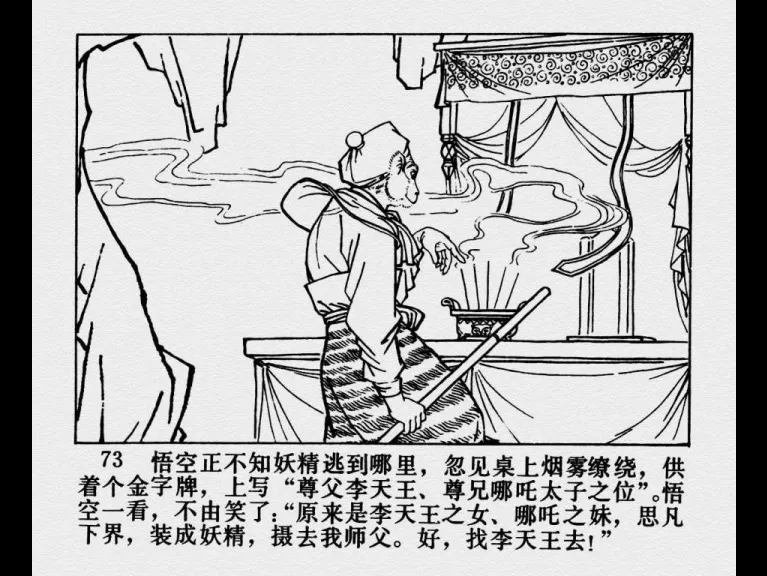 73 悟空正不知妖精逃到哪里，忽见桌上烟雾缭绕，供
着个金字牌，上写“尊父李天王、尊兄哪吒太子之位”。悟
空一看，不由笑了：“原来是李天王之女、哪吒之妹，思凡
下界，装成妖精，摄去我师父。好，找李天王去！”